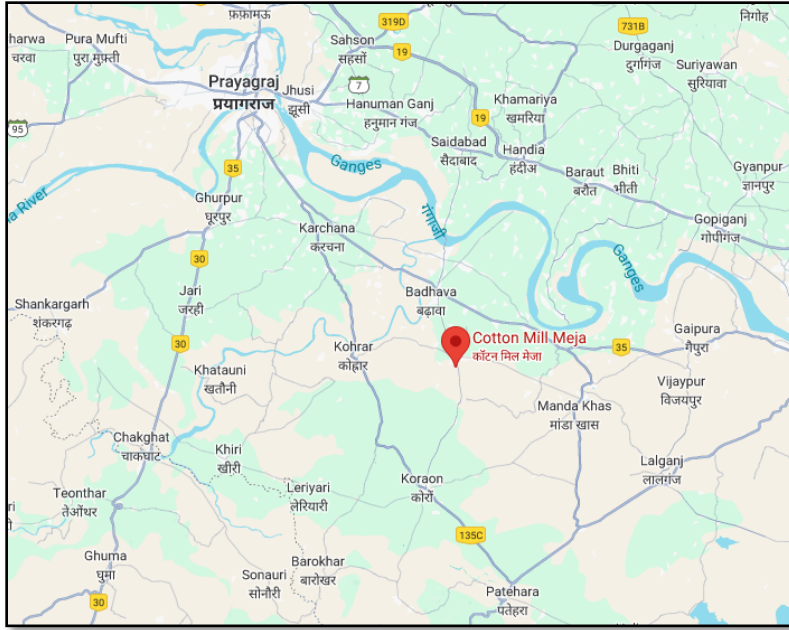 फ़फ़ामऊ
319D
731B
निगोह
harwa
चरवा
Pura Mufti
पुरा मुफ़्ती
Sahson
सहसों
19
Durgaganj
दुर्गागंज
Suriyawan
सुरियावा
Prayagraj
प्रयागराज
Jhusi
झूसी
7
Hanuman Ganj
हनुमान गंज
Khamariya
खमरिया
95
19
Saidabad
सैदाबाद
Handia
हंदीअ
35
Ganges
Baraut
बरौत
Bhiti
भीती
Gyanpur
ज्ञानपुर
a River
Ghurpur
घूरपुर
गंगाजी
Gopiganj
गोपीगंज
Karchana
करचना
Ganges
30
Jari
जरही
Badhava
बढ़ावा
Shankargarh
शंकरगढ़
30
Kohrar
कोहरार
Cotton Mill Meja
कॉटन मिल मेजा
35
Gaipura
गैपुरा
Khatauni
खतौनी
Vijaypur
विजयपुर
Manda Khas
मांडा खास
Chakghat
चाकघाट
Khiri
खीरी
Lalganj
लालगंज
Koraon
कोरों
Leriyari
लेरियारी
ri
Teonthar
तेओंथर
135C
Ghuma
घुमा
Barokhar
बारोखर
Sonauri
सोनौरी
Patehara
पतेहरा
30